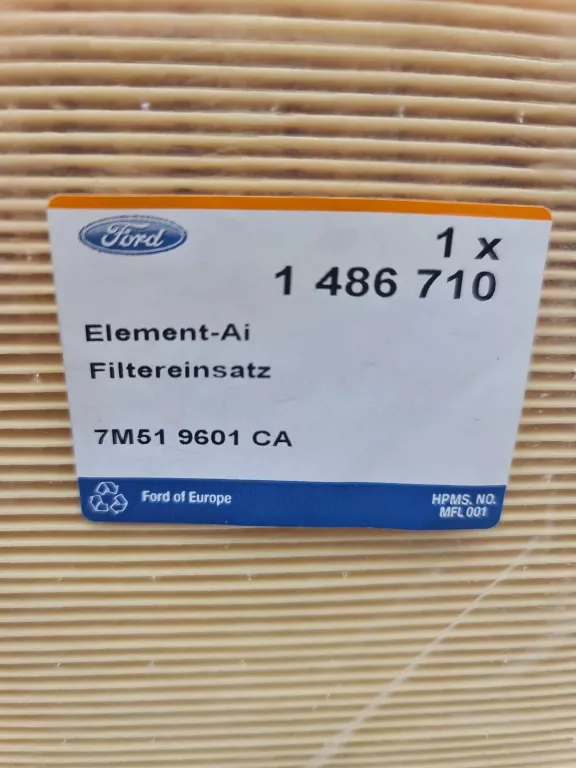 Ford
1 x
1 486 710
Element-Ai
Filtereinsatz
7M51 9601 CA
Ford of Europe
HPMS. NO.
MFL 001